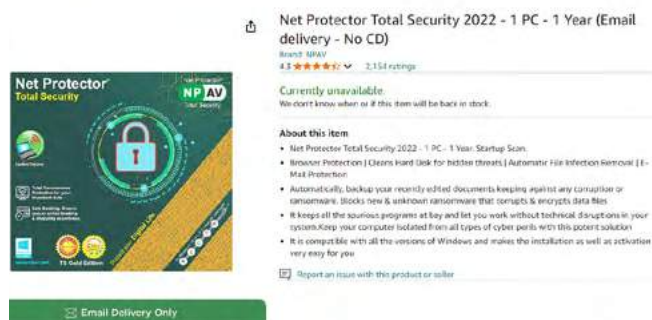 Net Protector Total Security 2022 - 1 PC - 1 Year (Email
delivery - No CD)
Brand: NPAV
4.3 2,154 ratings
Currently unavailable.
We don't know when or if this item will be back in stock.
About this item
• Net Protector Total Security 2022 - 1 PC - 1 Year. Startup Scan.
• Browser Protection | Cleans Hard Disk for hidden threats | Automatic File Infection Removal | E-
Mail Protection
• Automatically, backup your recently edited documents keeping against any corruption or
ransomware. Blocks new & unknown ransomware that corrupts & encrypts data files
• It keeps all the spurious programs at bay and let you work without technical disruptions in your
system.Keep your computer isolated from all types of cyber perils with this potent solution
• It is compatible with all the versions of Windows and makes the installation as well as activation
very easy for you
Report an issue with this product or seller
Net Protector
Total Security
NP AV
Total Security
TS Gold Edition
Digital Life
Email Delivery Only